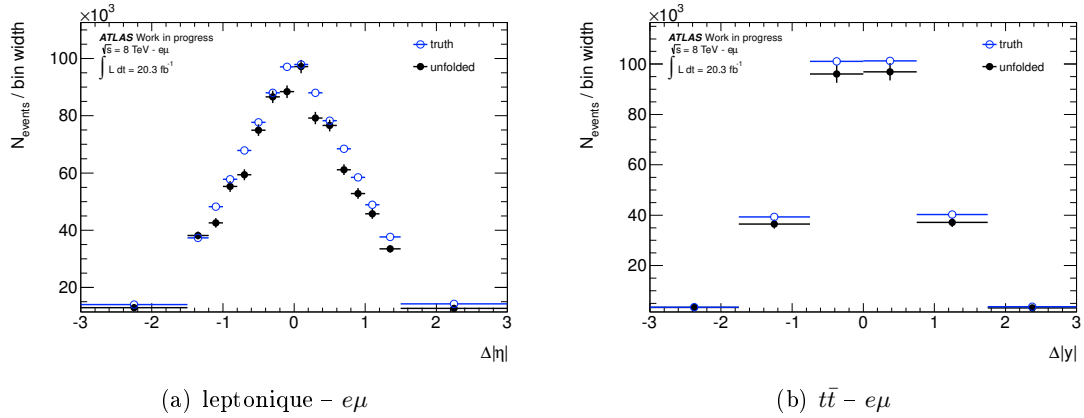 ×10³
N_events / bin width
100
80
60
40
20
ATLAS Work in progress
√s = 8 TeV - eμ
∫ L dt = 20.3 fb⁻¹
truth
unfolded
-3 -2 -1 0 1 2 3
Δ|η|
(a) leptonique – eμ
×10³
N_events / bin width
100
80
60
40
20
ATLAS Work in progress
√s = 8 TeV - eμ
∫ L dt = 20.3 fb⁻¹
truth
unfolded
-3 -2 -1 0 1 2 3
Δ|y|
(b) tt̄ – eμ